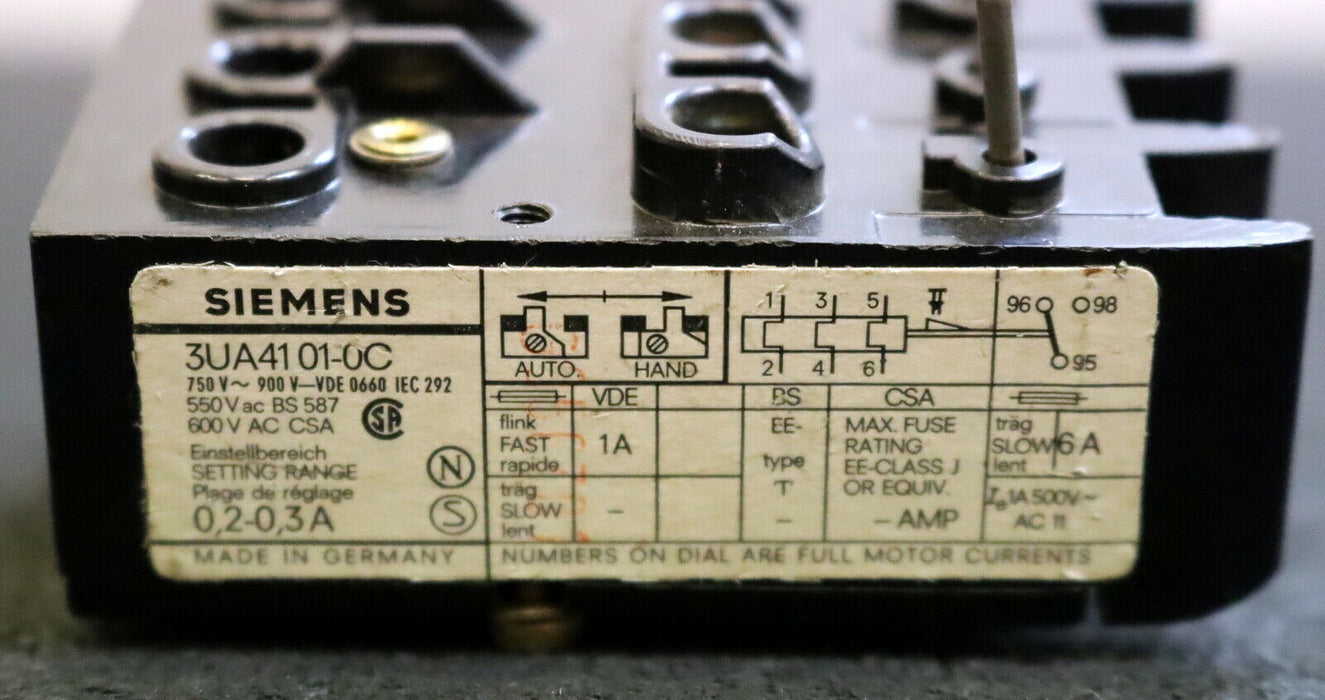 SIEMENS
3UA41 01-0C
750 V~ 900 V–VDE 0660 IEC 292
550 V ac BS 587
600 V AC CSA
SA
Einstellbereich
SETTING RANGE
Plage de réglage
0,2-0,3 A
N
S
MADE IN GERMANY
AUTO. HAND
1 3 5
2 4 6
96 98
95
VDE BS CSA
flink
FAST
rapide
1A
träg
SLOW
lent
–
EE-
type
T
–
MAX. FUSE
RATING
EE-CLASS J
OR EQUIV.
– AMP
träg
SLOW
lent
6 A
Ie 1A 500V~
AC 11
NUMBERS ON DIAL ARE FULL MOTOR CURRENTS